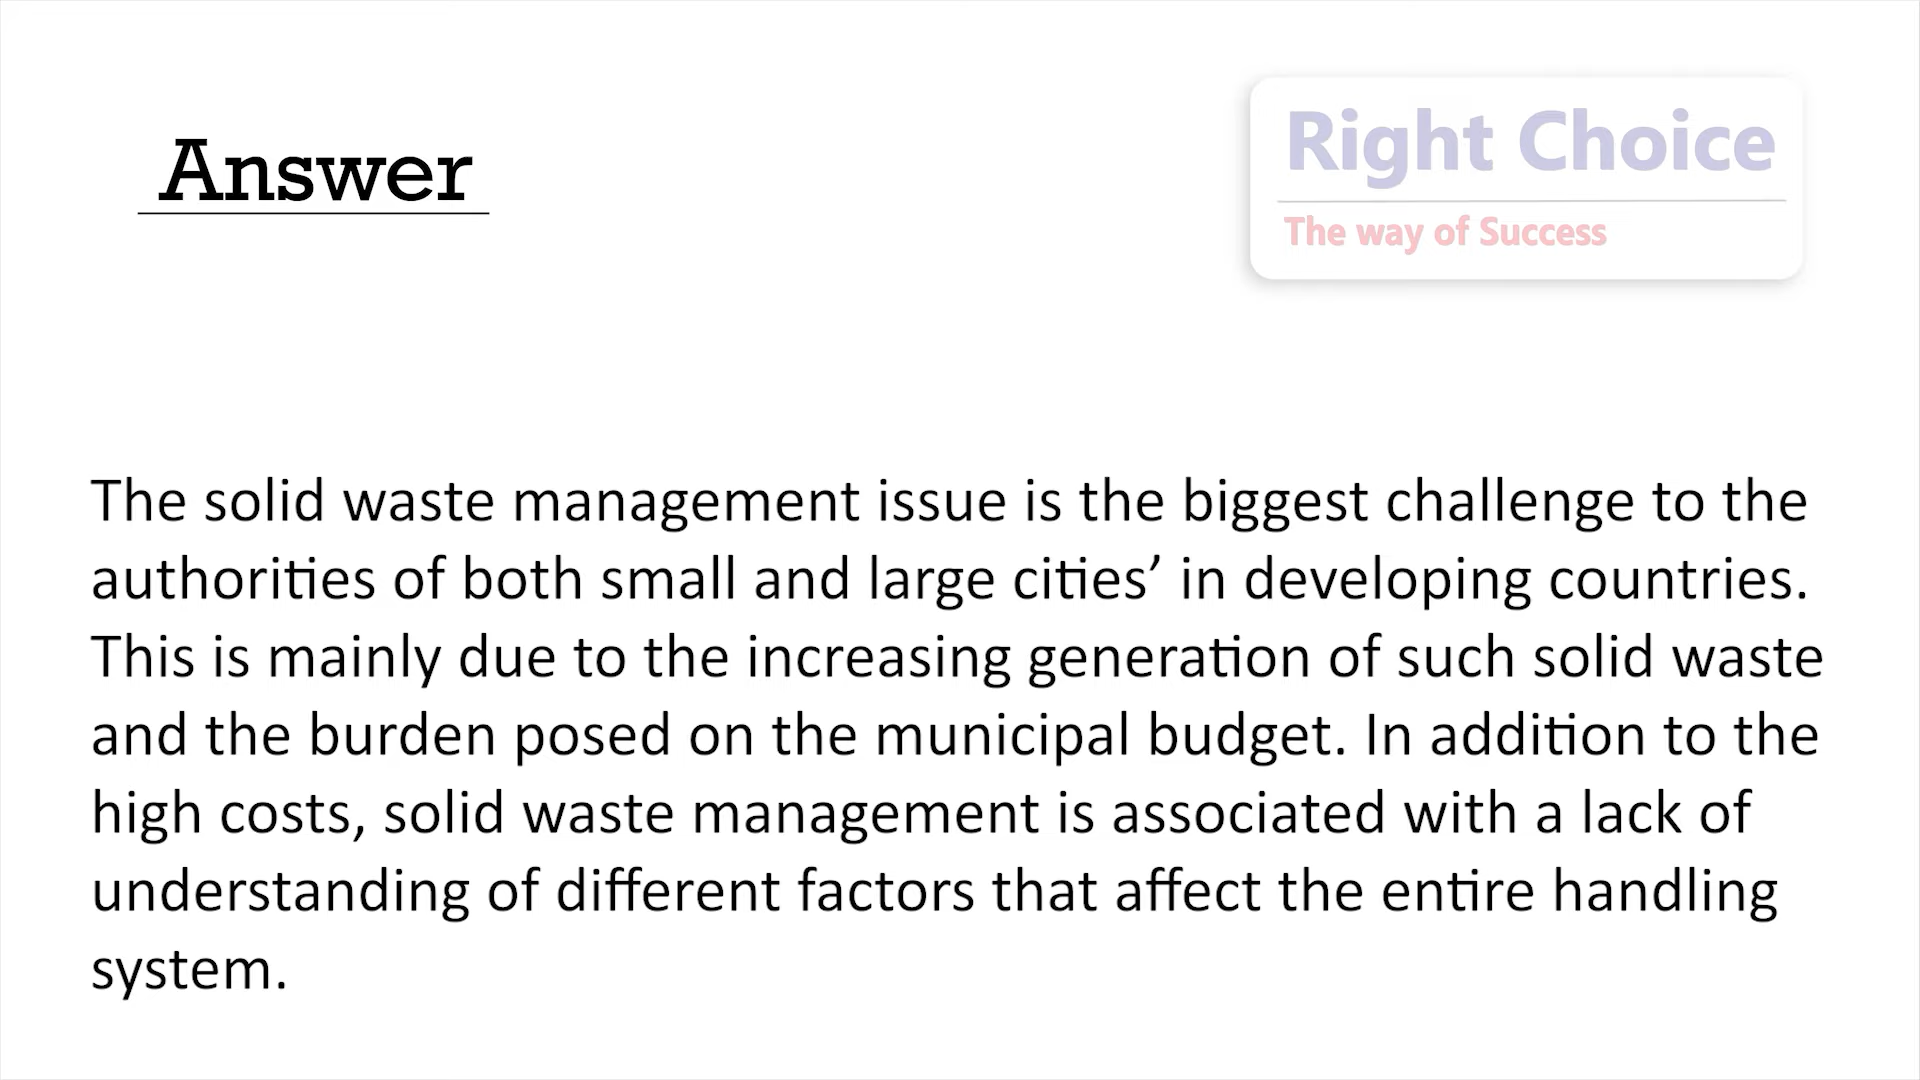 Answer
Right Choice
The way of Success
The solid waste management issue is the biggest challenge to the
authorities of both small and large cities’ in developing countries.
This is mainly due to the increasing generation of such solid waste
and the burden posed on the municipal budget. In addition to the
high costs, solid waste management is associated with a lack of
understanding of different factors that affect the entire handling
system.